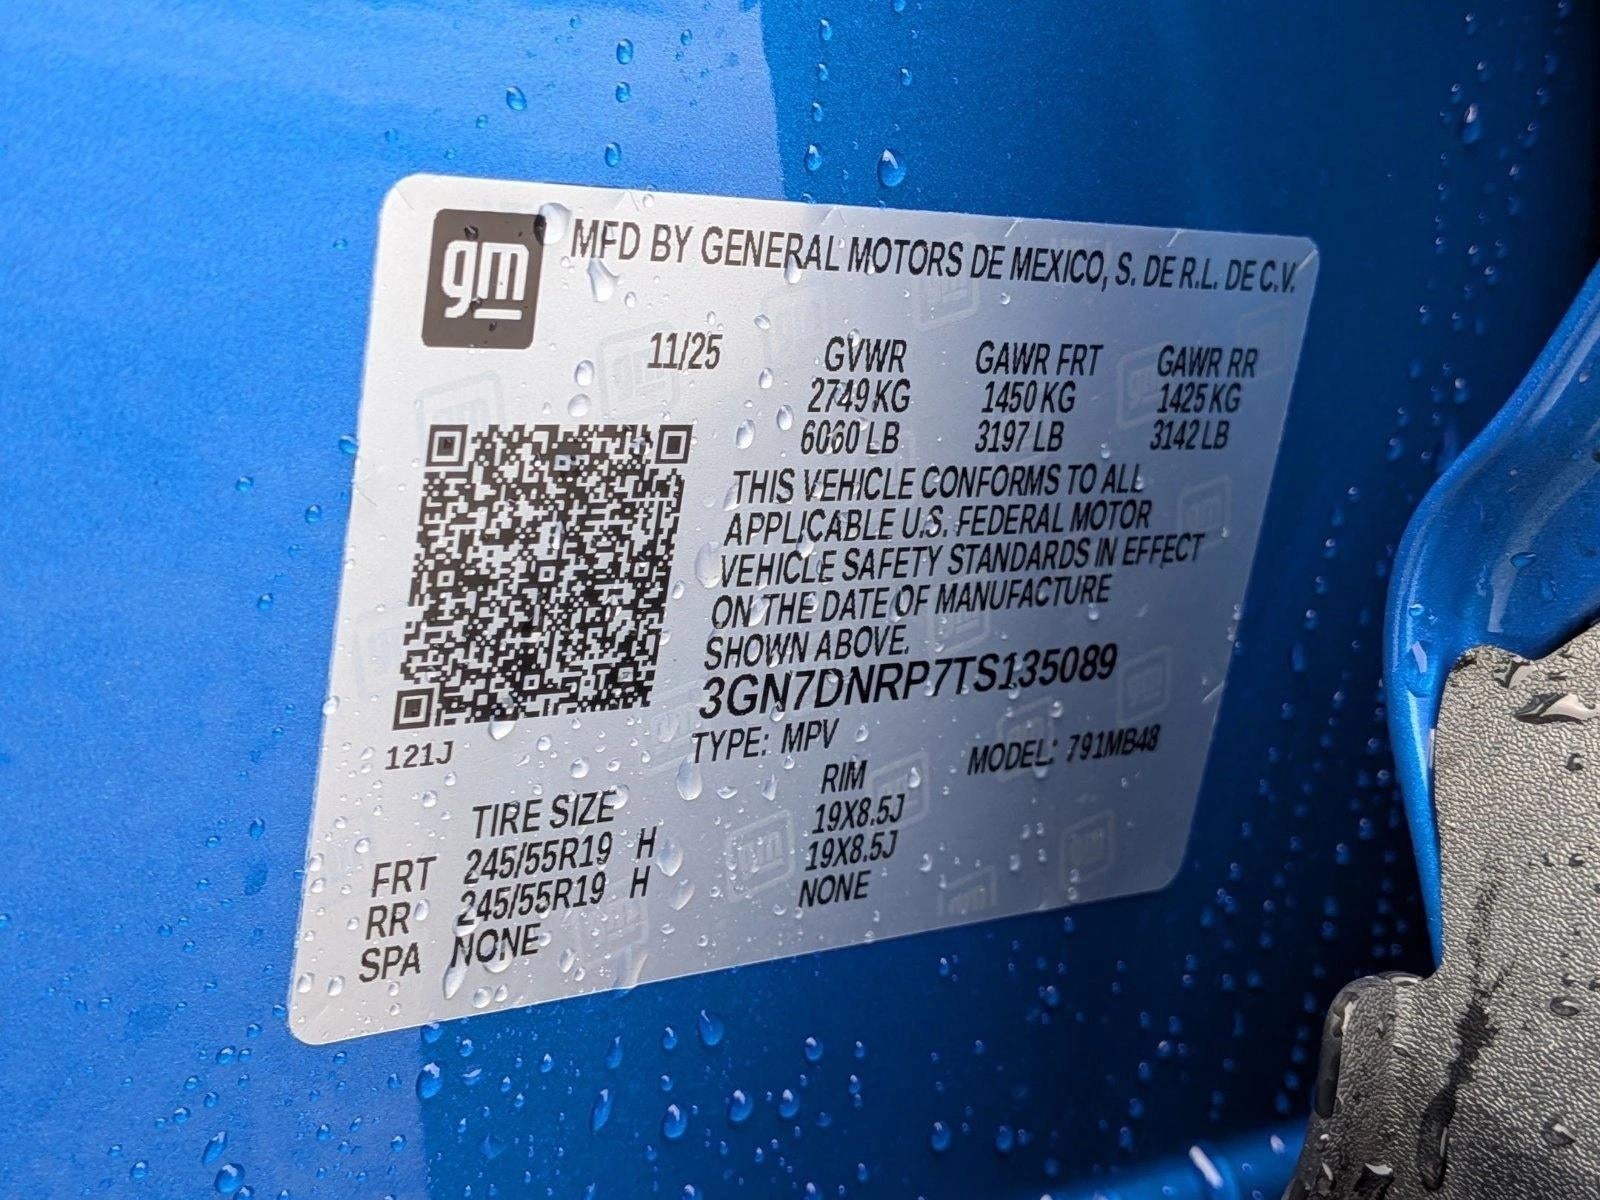 gm
MFD BY GENERAL MOTORS DE MEXICO, S. DE R.L. DE C.V.
11/25 GVWR GAWR FRT GAWR RR
2749 KG 1450 KG 1425 KG
6060 LB 3197 LB 3142 LB
THIS VEHICLE CONFORMS TO ALL
APPLICABLE U.S. FEDERAL MOTOR
VEHICLE SAFETY STANDARDS IN EFFECT
ON THE DATE OF MANUFACTURE
SHOWN ABOVE.
3GN7DNRP7TS135089
121J
TYPE: MPV MODEL: 791MB48
TIRE SIZE RIM
FRT 245/55R19 H 19X8.5J
RR 245/55R19 H 19X8.5J
SPA NONE NONE